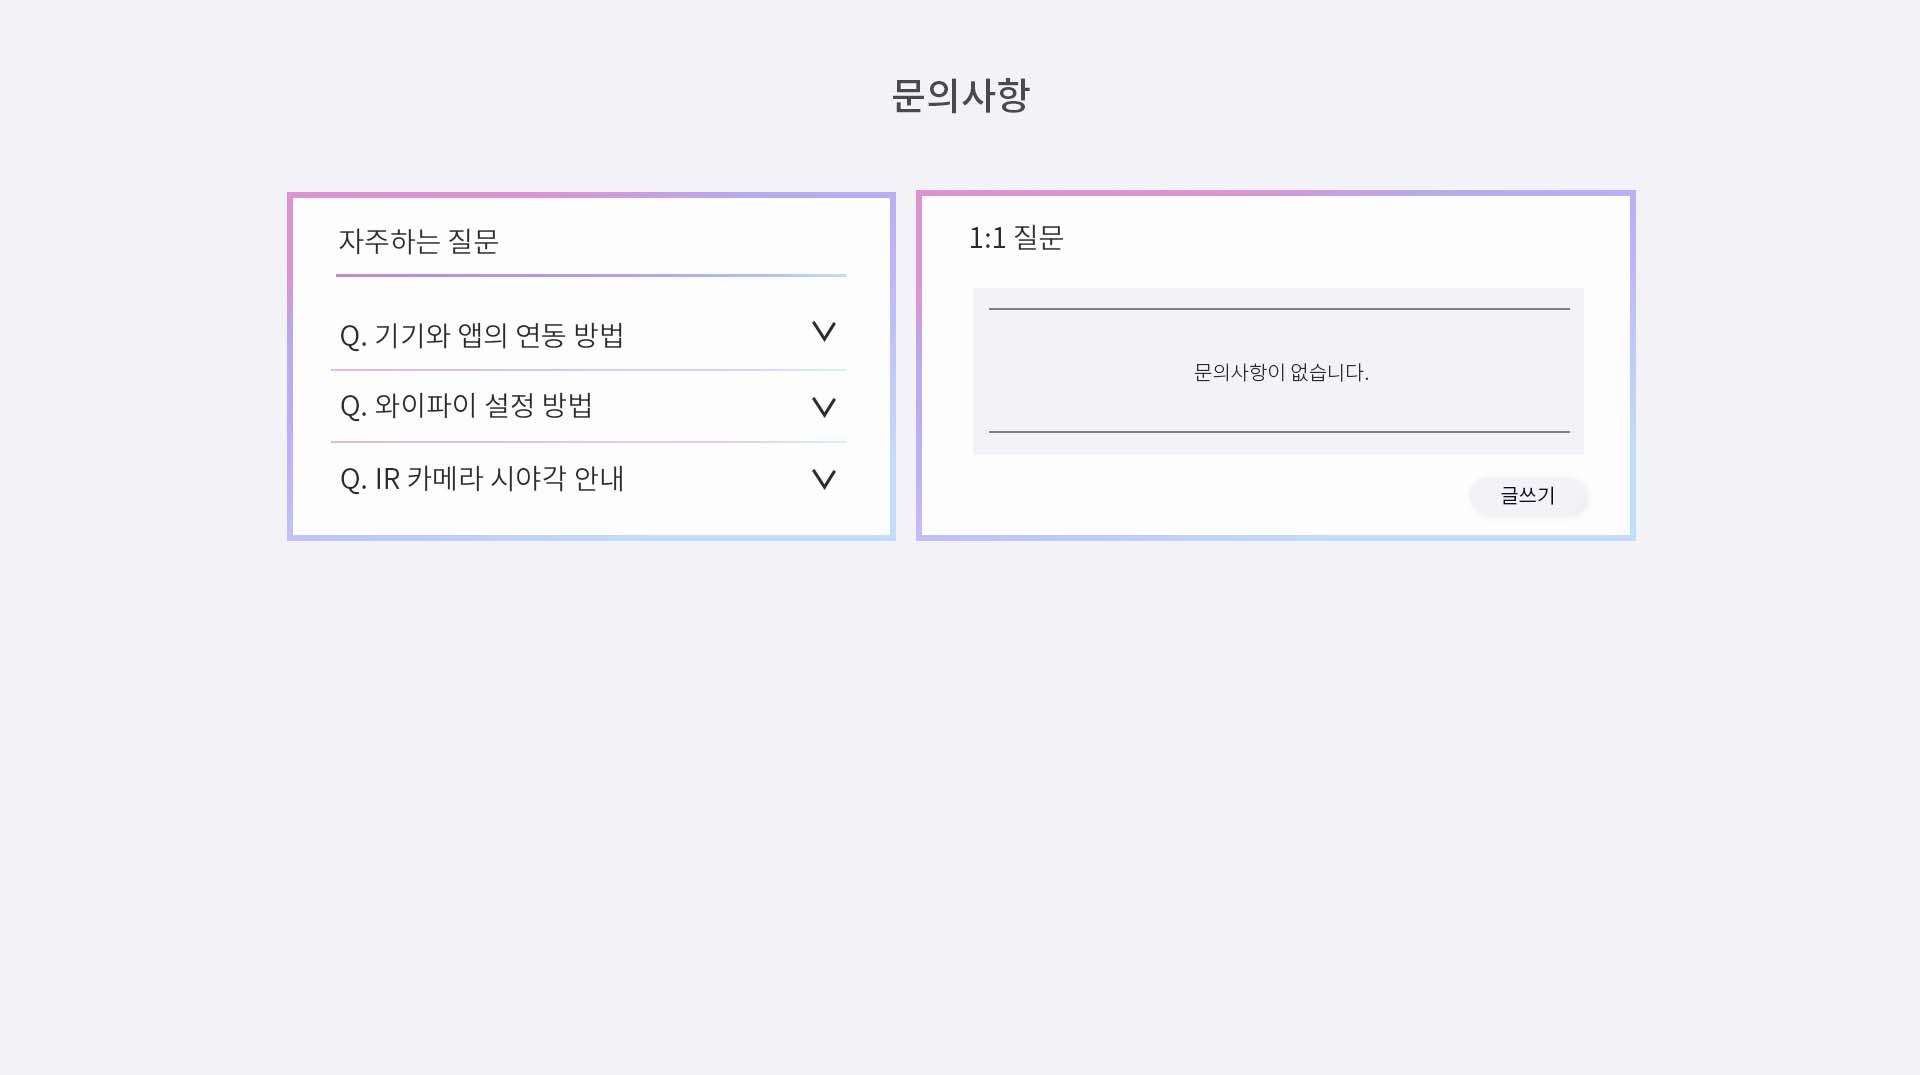 문의사항
자주하는 질문
Q. 기기와 앱의 연동 방법
Q. 와이파이 설정 방법
Q. IR 카메라 시야각 안내
1:1 질문
문의사항이 없습니다.
글쓰기